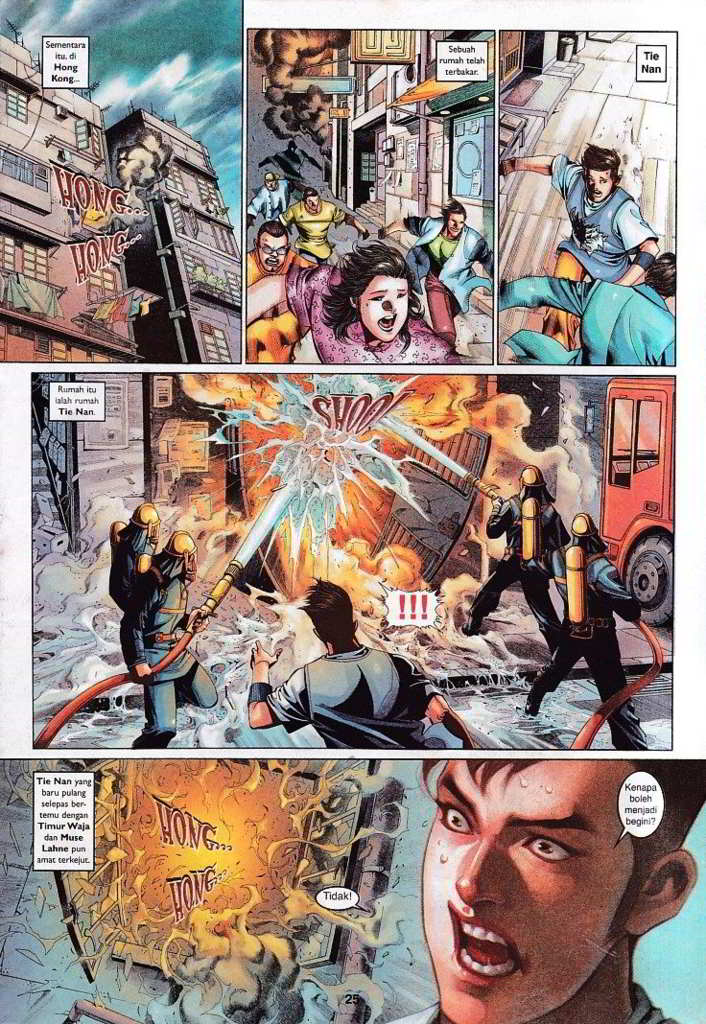 Sementara
itu, di
Hong
Kong...
HONG...
HONG...
Sebuah
rumah telah
terbakar.
Tie
Nan
Rumah itu
ialah rumah
Tie Nan.
SHOO!
!!!
Tie Nan yang
baru pulang
selepas ber-
temu dengan
Timur Waja
dan Muse
Lahne pun
amat terkejut.
HONG...
HONG...
Tidak!
Kenapa
boleh
menjadi
begini?
25